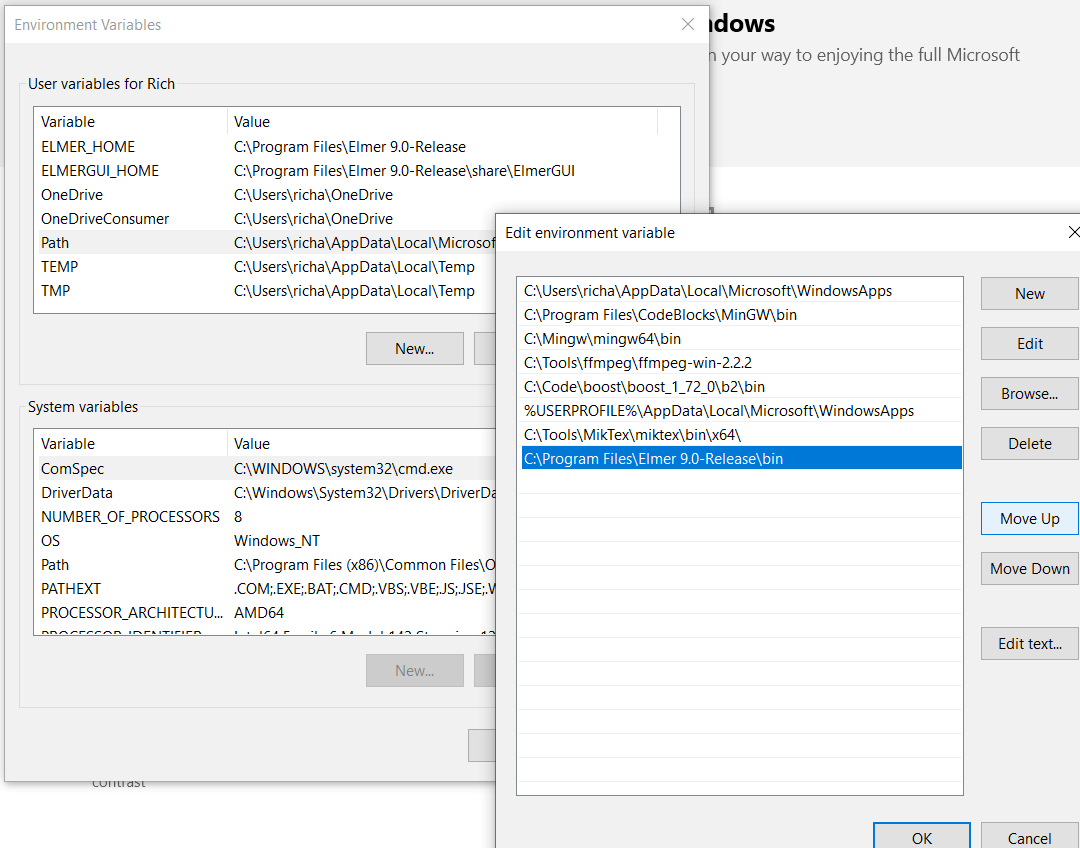 Environment Variables
ndows
n your way to enjoying the full Microsoft
User variables for Rich
Variable Value
ELMER_HOME C:\Program Files\Elmer 9.0-Release
ELMERGUI_HOME C:\Program Files\Elmer 9.0-Release\share\ElmerGUI
OneDrive C:\Users\richa\OneDrive
OneDriveConsumer C:\Users\richa\OneDrive
Path C:\Users\richa\AppData\Local\Microsof
TEMP C:\Users\richa\AppData\Local\Temp
TMP C:\Users\richa\AppData\Local\Temp
New...
System variables
Variable Value
ComSpec C:\WINDOWS\system32\cmd.exe
DriverData C:\Windows\System32\Drivers\DriverDa
NUMBER_OF_PROCESSORS 8
OS Windows_NT
Path C:\Program Files (x86)\Common Files\O
PATHEXT .COM;.EXE;.BAT;.CMD;.VBS;.VBE;.JS;.JSE;.W
PROCESSOR_ARCHITECTU... AMD64
PROCESSOR_IDENTIFIER Intel64 Family 6 Model 142 Stepping 12
New...
contrast
Edit environment variable
C:\Users\richa\AppData\Local\Microsoft\WindowsApps
C:\Program Files\CodeBlocks\MinGW\bin
C:\Mingw\mingw64\bin
C:\Tools\ffmpeg\ffmpeg-win-2.2.2
C:\Code\boost\boost_1_72_0\b2\bin
%USERPROFILE%\AppData\Local\Microsoft\WindowsApps
C:\Tools\MikTex\miktex\bin\x64\
C:\Program Files\Elmer 9.0-Release\bin
New
Edit
Browse...
Delete
Move Up
Move Down
Edit text...
OK
Cancel